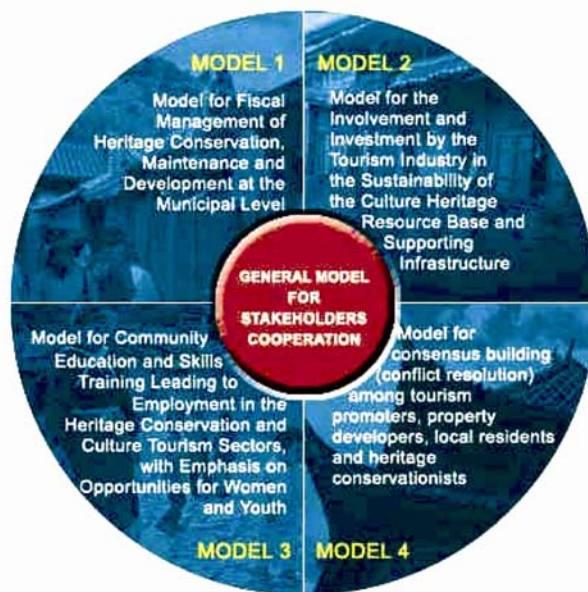 MODEL 1
Model for Fiscal
Management of
Heritage Conservation,
Maintenance and
Development at the
Municipal Level
MODEL 2
Model for the
Involvement and
Investment by the
Tourism Industry in
the Sustainability of
the Culture Heritage
Resource Base and
Supporting
Infrastructure
GENERAL MODEL
FOR
STAKEHOLDERS
COOPERATION
Model for Community
Education and Skills
Training Leading to
Employment in the
Heritage Conservation and
Culture Tourism Sectors,
with Emphasis on
Opportunities for Women
and Youth
MODEL 3
Model for
consensus building
(conflict resolution)
among tourism
promoters, property
developers, local residents
and heritage
conservationists
MODEL 4